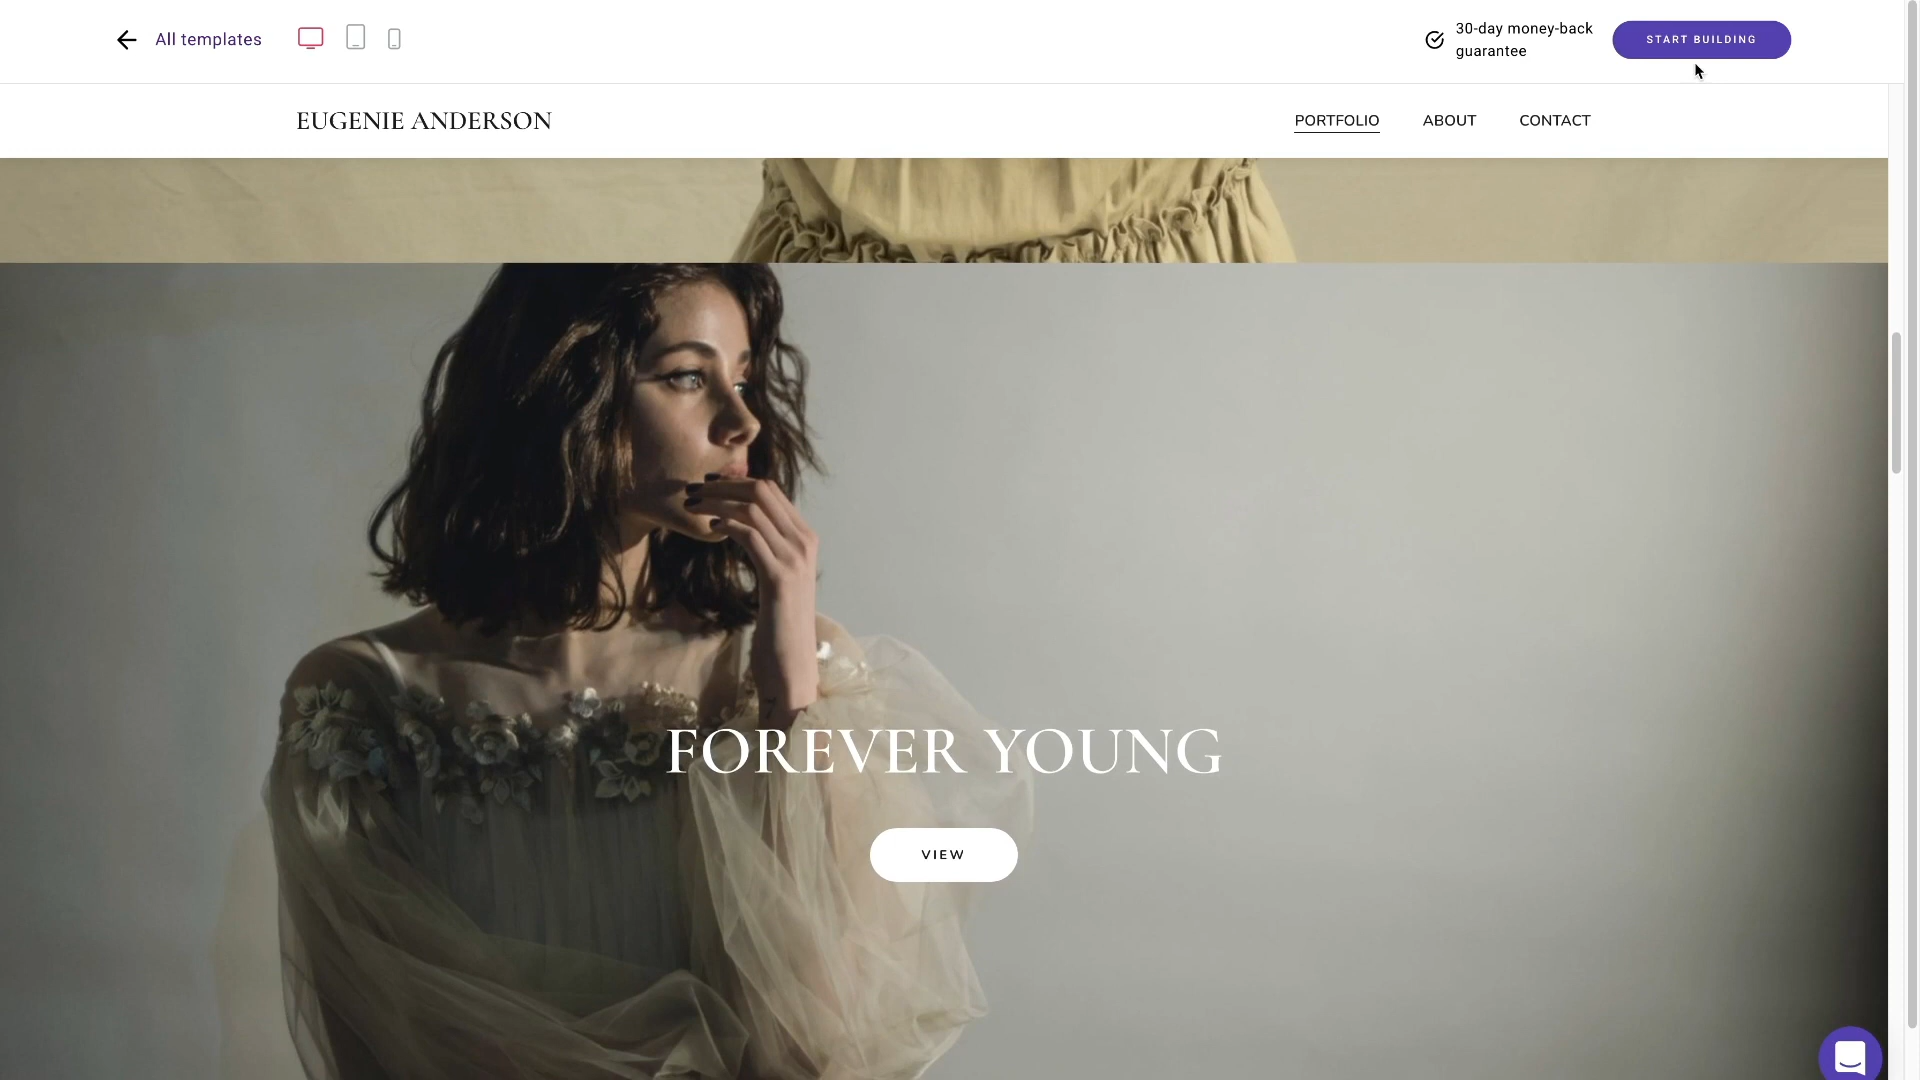 All templates
30-day money-back
guarantee
START BUILDING
EUGENIE ANDERSON
PORTFOLIO
ABOUT
CONTACT
FOREVER YOUNG
VIEW